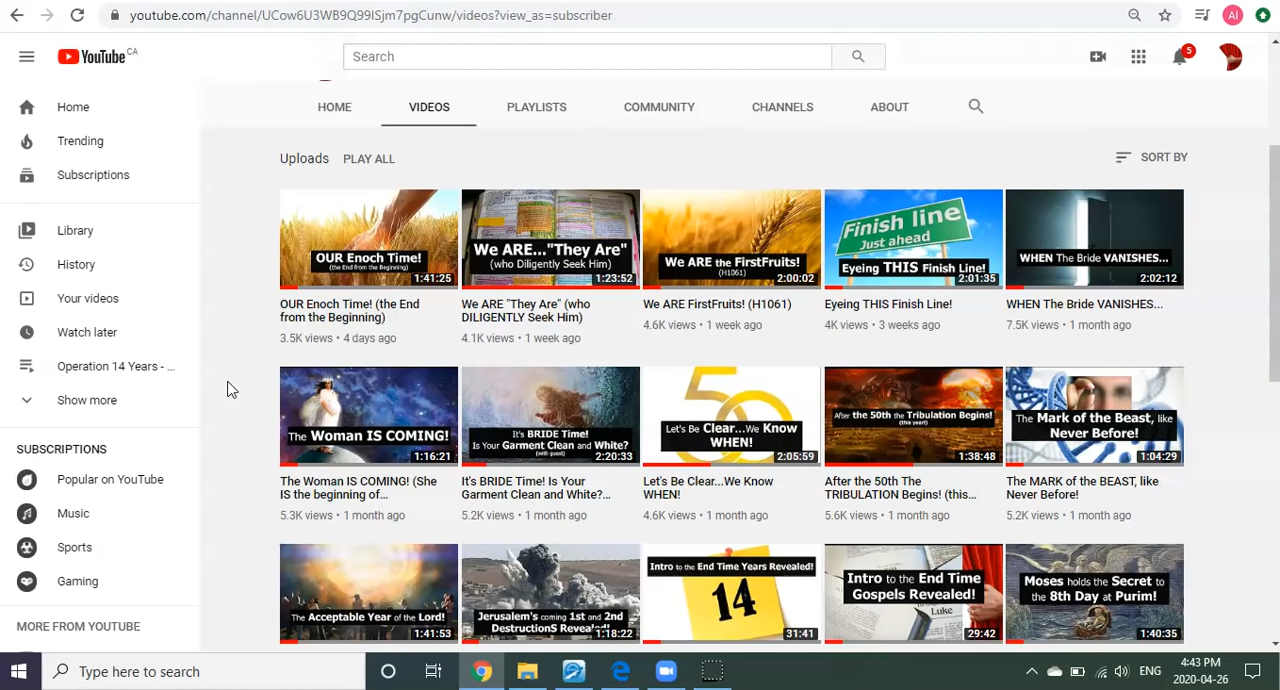 youtube.com/channel/UCow6U3WB9Q99ISjm7pgCunw/videos?view_as=subscriber
AI
YouTube CA
Search
5
Home
Trending
Subscriptions
Library
History
Your videos
Watch later
Operation 14 Years - ...
Show more
SUBSCRIPTIONS
Popular on YouTube
Music
Sports
Gaming
MORE FROM YOUTUBE
HOME
VIDEOS
PLAYLISTS
COMMUNITY
CHANNELS
ABOUT
Uploads
PLAY ALL
SORT BY
OUR Enoch Time!
(the End from the Beginning)
1:41:25
OUR Enoch Time! (the End
from the Beginning)
3.5K views • 4 days ago
We ARE..."They Are"
(who Diligently Seek Him)
1:23:52
We ARE "They Are" (who
DILIGENTLY Seek Him)
4.1K views • 1 week ago
We ARE the FirstFruits!
(H1061)
2:00:02
We ARE FirstFruits! (H1061)
4.6K views • 1 week ago
Finish line
Just ahead
Eyeing THIS Finish Line!
2:01:35
Eyeing THIS Finish Line!
4K views • 3 weeks ago
WHEN The Bride VANISHES...
2:02:12
WHEN The Bride VANISHES...
7.5K views • 1 month ago
The Woman IS COMING!
1:16:21
The Woman IS COMING! (She
IS the beginning of...
5.3K views • 1 month ago
It's BRIDE Time!
Is Your Garment Clean and White?
(with guest)
2:20:33
It's BRIDE Time! Is Your
Garment Clean and White?...
5.2K views • 1 month ago
50
Let's Be Clear...We Know
WHEN!
2:05:59
Let's Be Clear...We Know
WHEN!
4.6K views • 1 month ago
After the 50th the Tribulation Begins!
(this year!)
1:38:48
After the 50th The
TRIBULATION Begins! (this...
5.6K views • 1 month ago
The Mark of the Beast, like
Never Before!
1:04:29
The MARK of the BEAST, like
Never Before!
5.2K views • 1 month ago
The Acceptable Year of the Lord!
1:41:53
Jerusalem's coming 1st and 2nd
DestructionS Revealed!
1:18:22
Intro to the End Time Years Revealed!
14
31:41
Intro to the End Time
Gospels Revealed!
Luke
29:42
Moses holds the Secret to
the 8th Day at Purim!
1:40:35
Type here to search
ENG
4:43 PM
2020-04-26